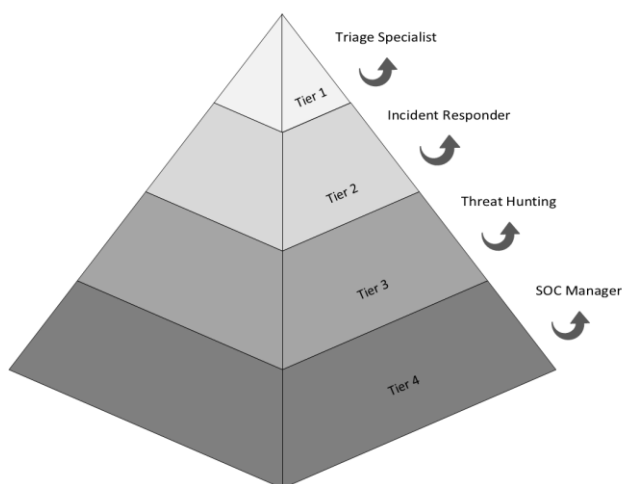 Triage Specialist
Tier 1
Incident Responder
Tier 2
Threat Hunting
Tier 3
SOC Manager
Tier 4